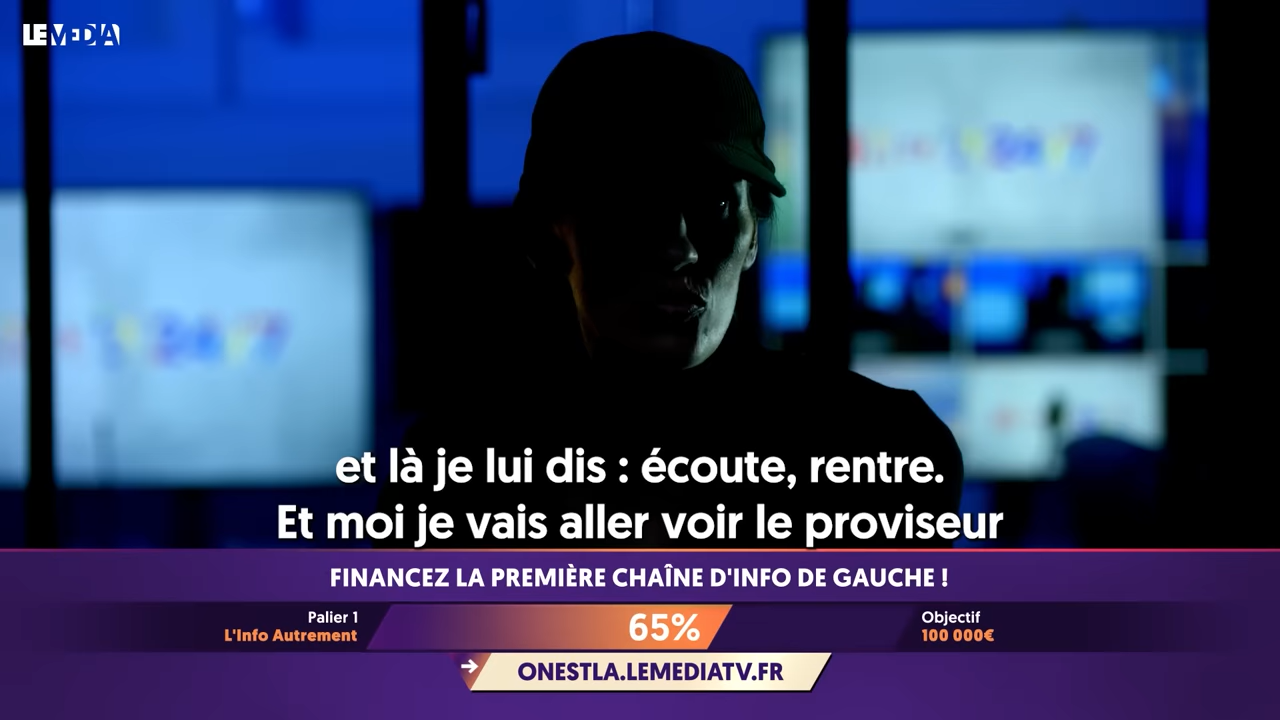 LEMEDIA
et là je lui dis : écoute, rentre.
Et moi je vais aller voir le proviseur
FINANCEZ LA PREMIÈRE CHAÎNE D'INFO DE GAUCHE !
Palier 1
L'Info Autrement
65%
Objectif
100 000€
ONESTLA.LEMEDIATV.FR